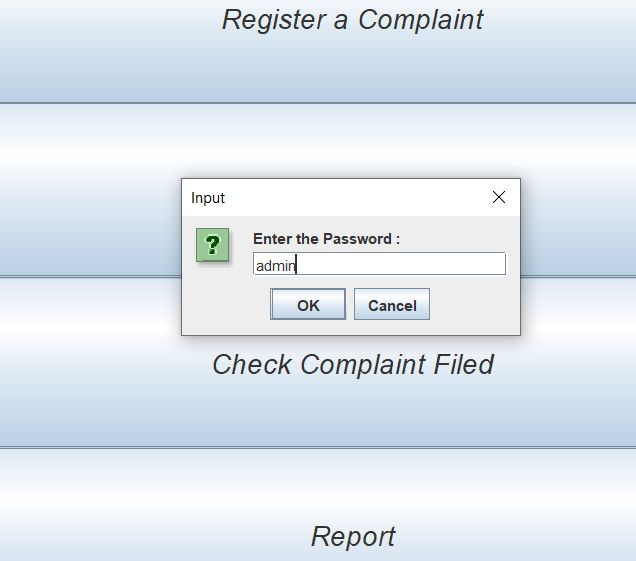 Register a Complaint
Input
?
Enter the Password :
admin
OK
Cancel
Check Complaint Filed
Report